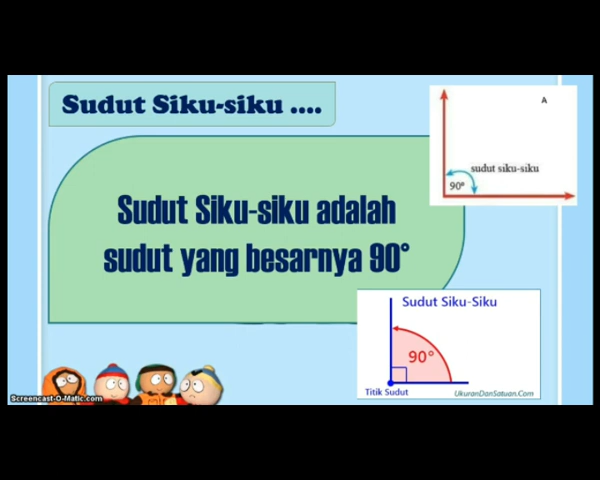 Sudut Siku-siku ....
A
sudut siku-siku
90°
Sudut Siku-siku adalah
sudut yang besarnya 90°
Sudut Siku-Siku
90°
Titik Sudut
UkuranDanSatuan.Com
Screencast-O-Matic.com